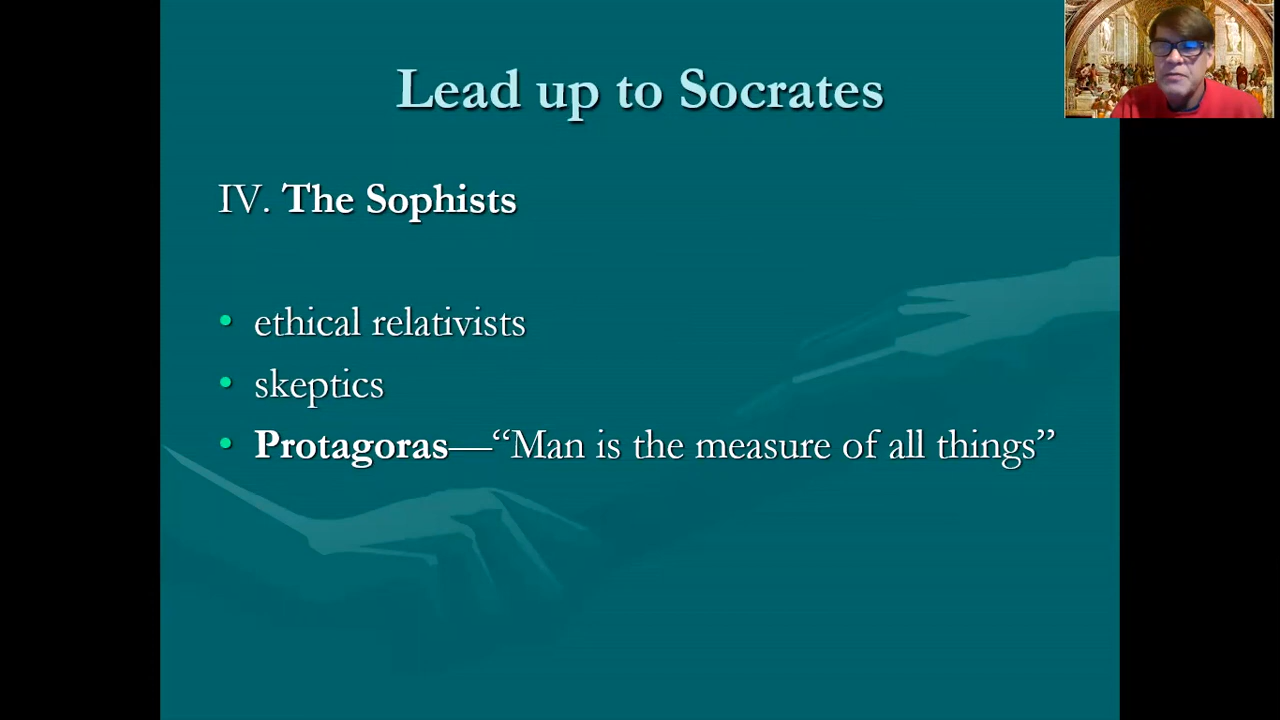 Lead up to Socrates
IV. The Sophists
• ethical relativists
• skeptics
• Protagoras—“Man is the measure of all things”